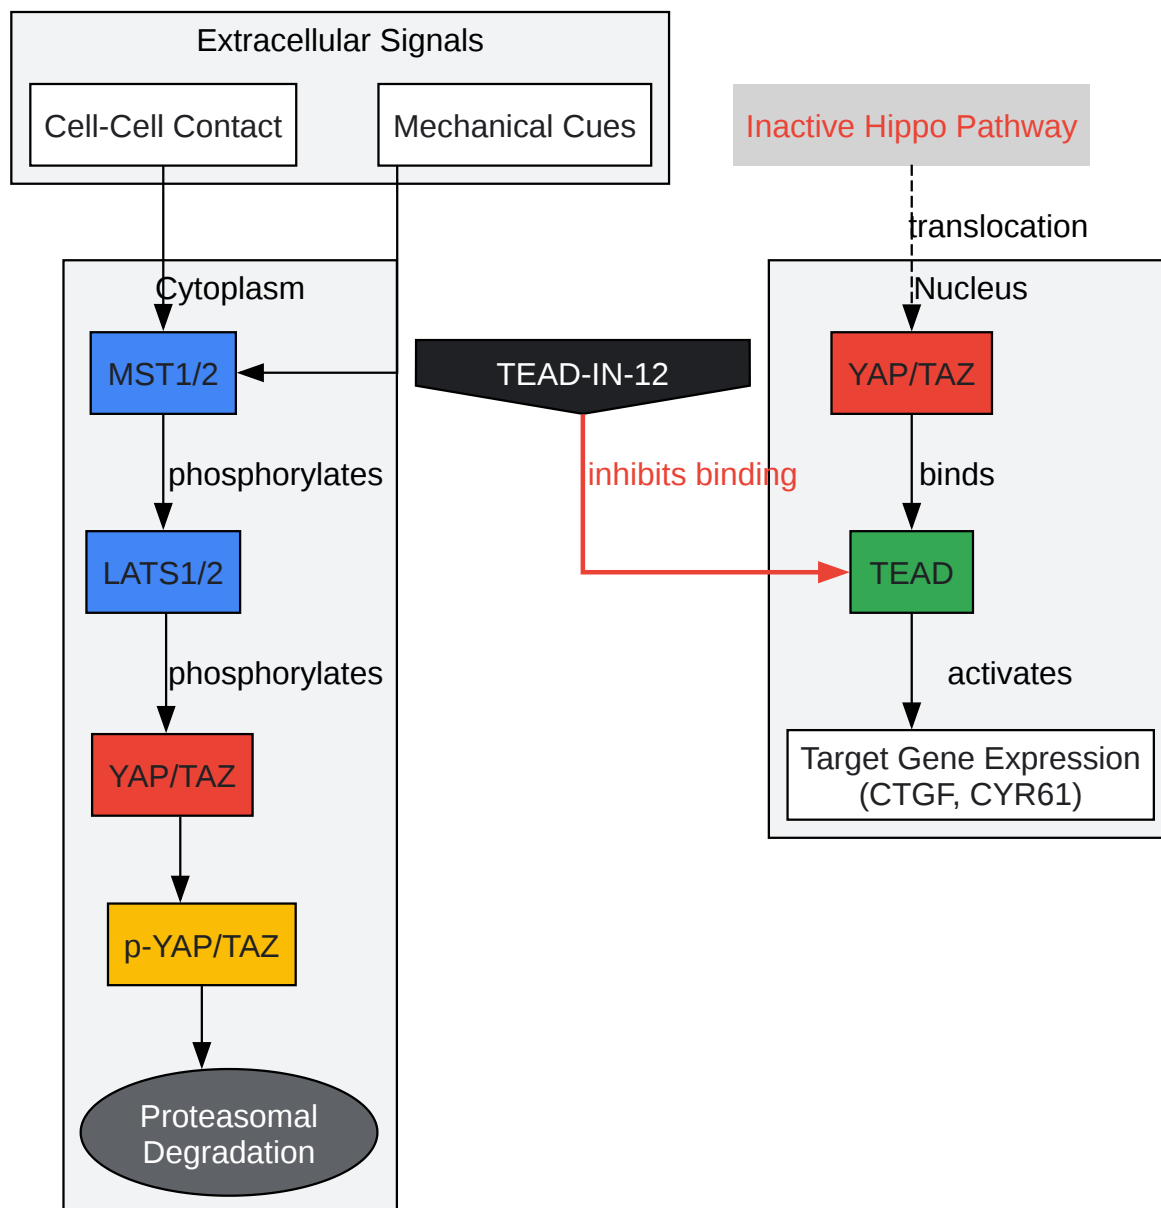 Extracellular Signals
Cell-Cell Contact
Mechanical Cues
Inactive Hippo Pathway
translocation
Cytoplasm
Nucleus
MST1/2
TEAD-IN-12
YAP/TAZ
phosphorylates
inhibits binding
binds
LATS1/2
TEAD
phosphorylates
activates
YAP/TAZ
Target Gene Expression
(CTGF, CYR61)
p-YAP/TAZ
Proteasomal
Degradation